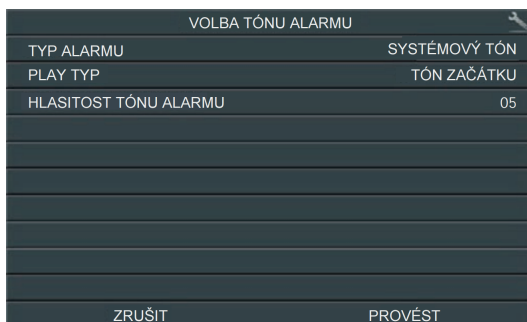 VOLBA TÓNU ALARMU
TYP ALARMU SYSTÉMOVÝ TÓN
PLAY TYP TÓN ZAČÁTKU
HLASITOST TÓNU ALARMU 05
ZRUŠIT PROVÉST